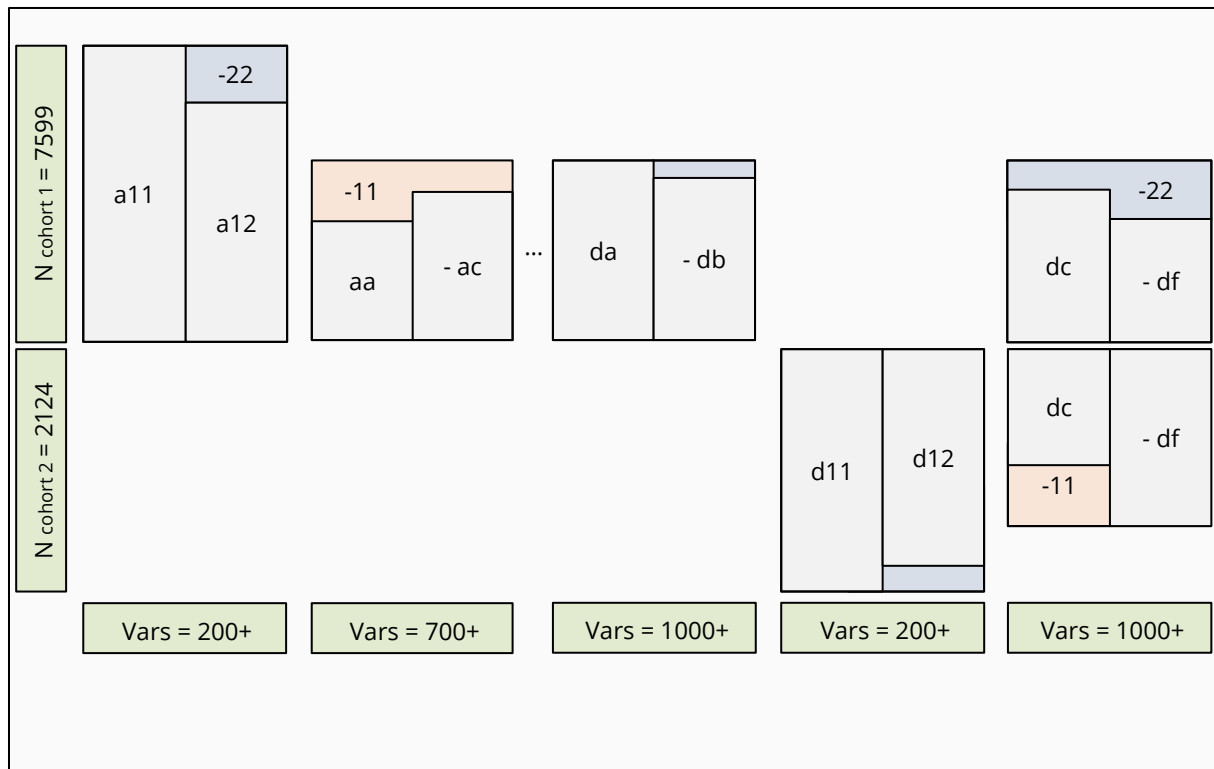 N cohort 1 = 7599
a11
-22
a12
-11
aa
- ac
...
da
- db
-22
dc
- df
N cohort 2 = 2124
d11
d12
dc
-11
- df
Vars = 200+
Vars = 700+
Vars = 1000+
Vars = 200+
Vars = 1000+